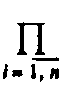 ∏
i = 1, n